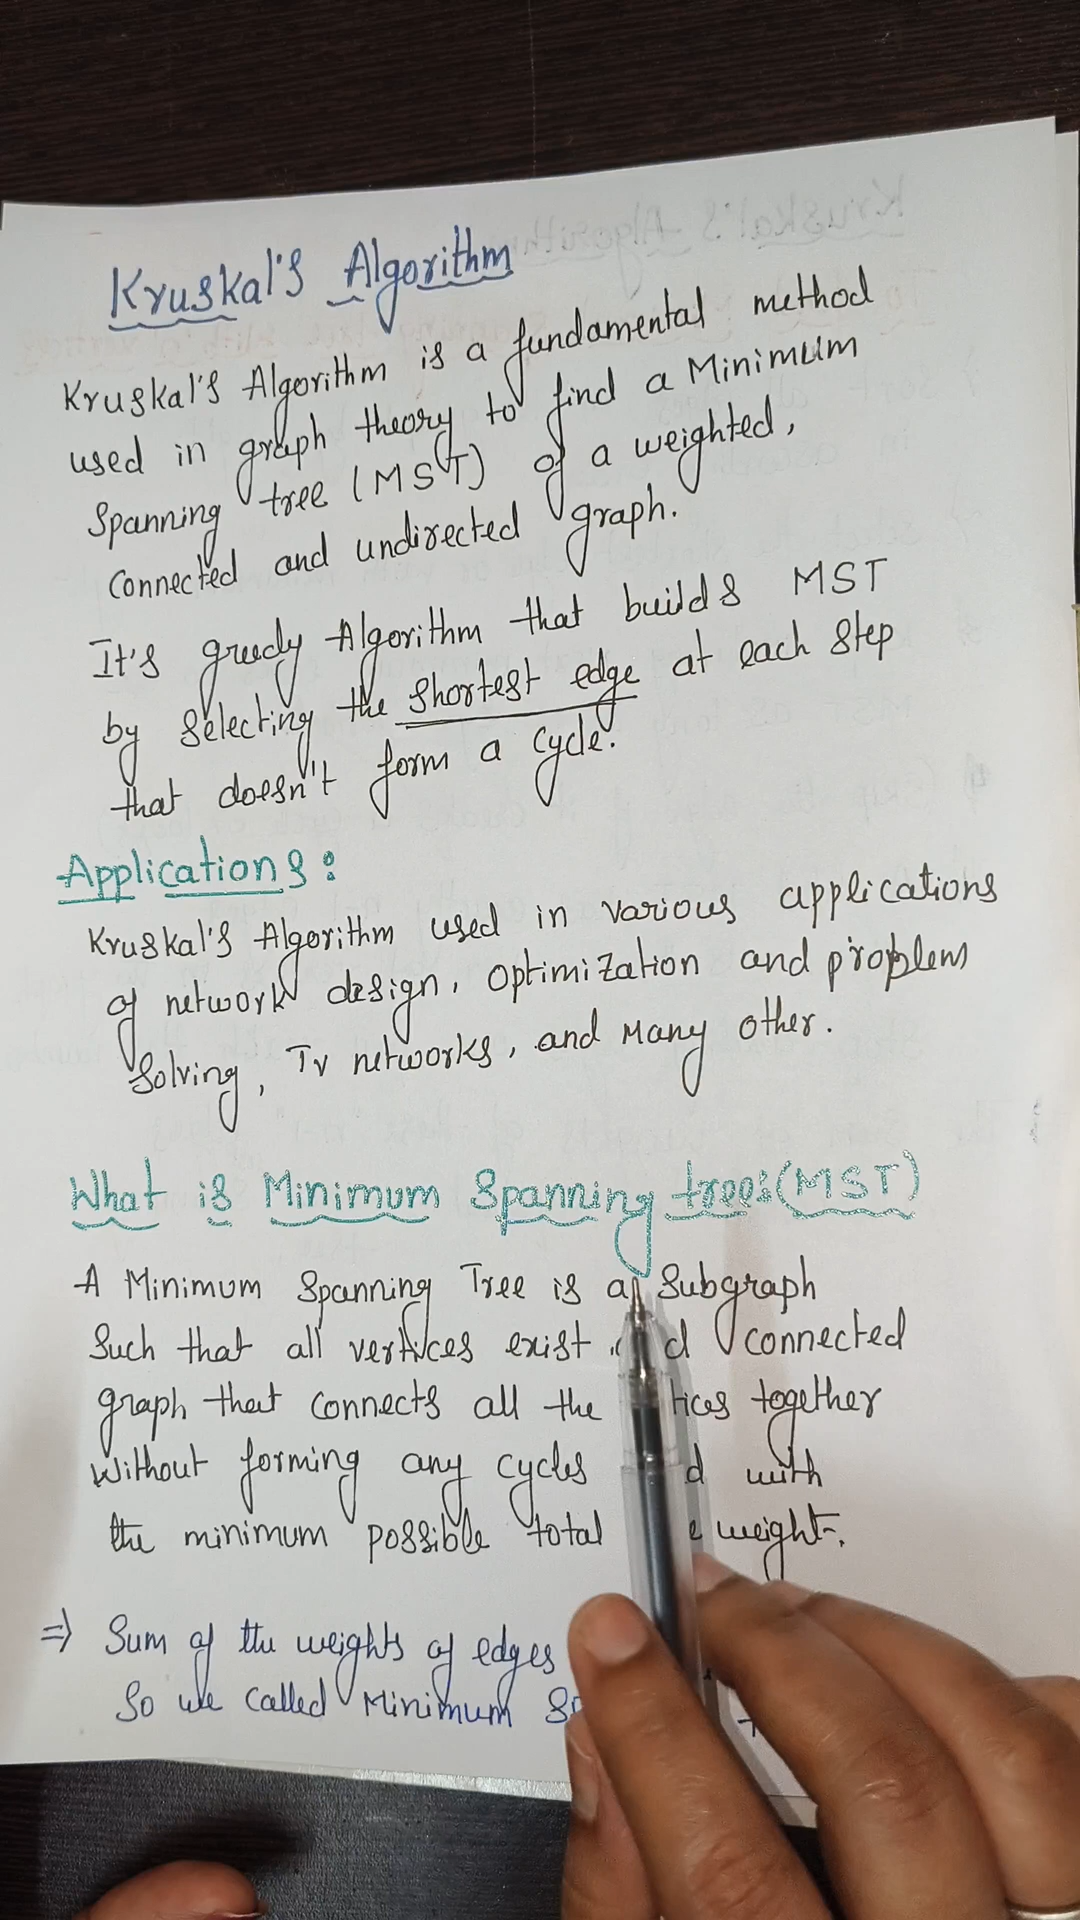 Kruskal's Algorithm
Kruskal's Algorithm is a fundamental method
used in graph theory to find a Minimum
Spanning tree (MST) of a weighted,
Connected and undirected graph.
It's greedy Algorithm that builds MST
by Selecting the Shortest edge at each Step
that doesn't form a Cycle.
Applications:
Kruskal's Algorithm used in various applications
of network design, optimization and problem
Solving, Tv networks, and many other.
What is Minimum Spanning tree:(MST)
A Minimum Spanning Tree is a Subgraph
Such that all vertices exist connected
graph that connects all the together
without forming any cycles with
the minimum possible total weight.
⇒ Sum of the weights of edges
So we called Minimum